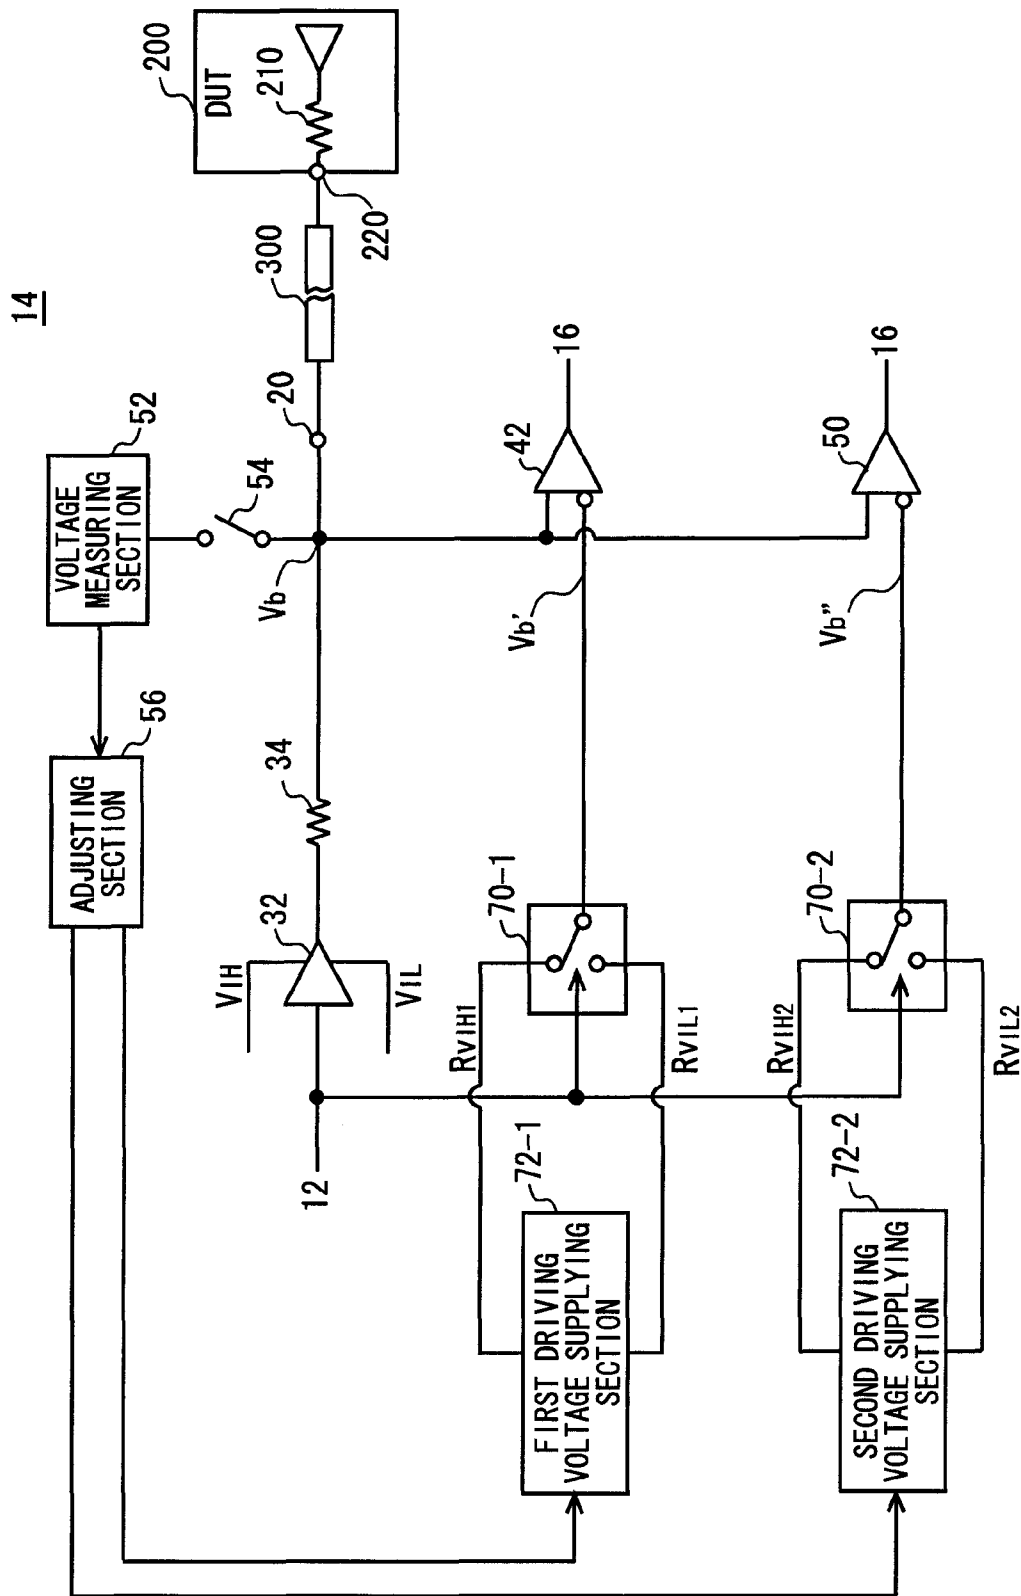 14
VOLTAGE
MEASURING
SECTION
52
54
ADJUSTING
SECTION
56
DUT
200
210
220
300
20
Vb
34
32
VIH
VIL
12
42
16
Vb'
70-1
RVIH1
RVIL1
72-1
FIRST DRIVING
VOLTAGE SUPPLYING
SECTION
50
16
Vb"
70-2
RVIH2
RVIL2
72-2
SECOND DRIVING
VOLTAGE SUPPLYING
SECTION